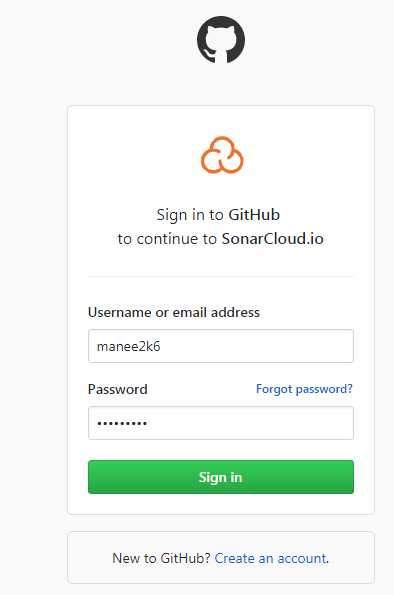 Sign in to GitHub
to continue to SonarCloud.io
Username or email address
manee2k6
Password Forgot password?
•••••••••
Sign in
New to GitHub? Create an account.